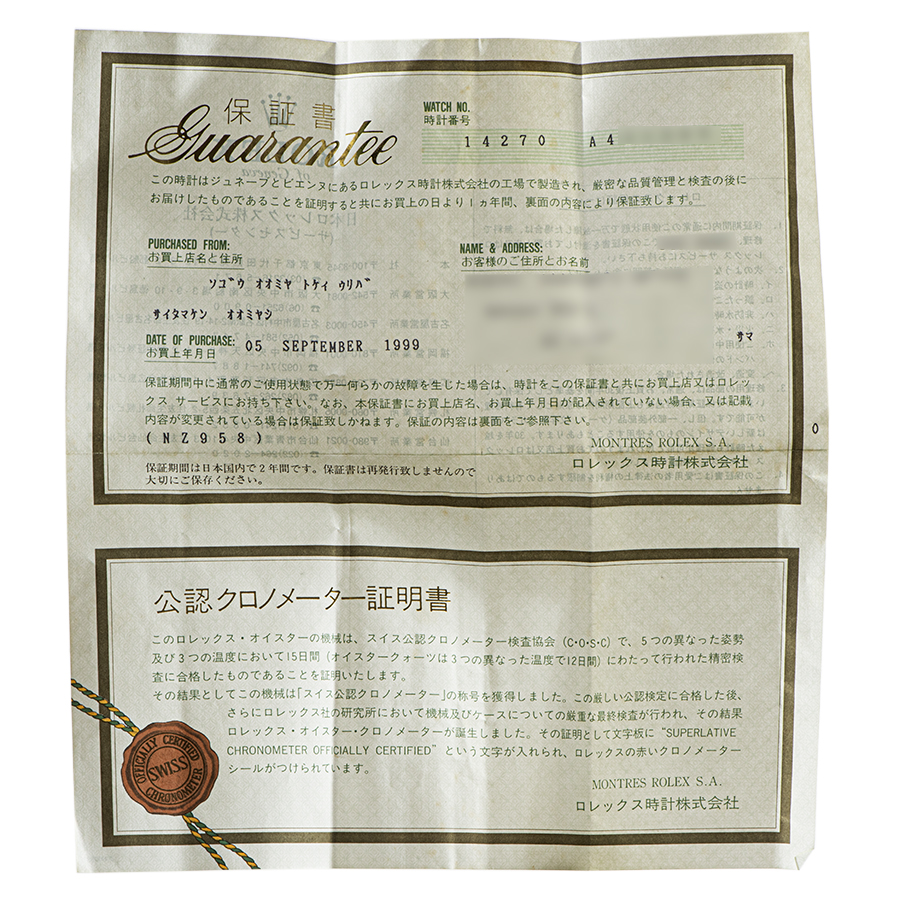 保証書
Guarantee
WATCH NO.
時計番号
14270 A4
この時計はジュネーブとビエンヌにあるロレックス時計株式会社の工場で製造され、厳密な品質管理と検査の後に
お届けしたものであることを証明すると共にお買上の日より1ヵ年間、裏面の内容により保証致します。
PURCHASED FROM:
お買上店名と住所
ソゴウ オオミヤ トケイ ウリバ
サイタマケン オオミヤシ
NAME & ADDRESS:
お客様のご住所とお名前
サマ
DATE OF PURCHASE: 05 SEPTEMBER 1999
お買上年月日
保証期間中に通常のご使用状態で万一何らかの故障を生じた場合は、時計をこの保証書と共にお買上店又はロレッ
クス サービスにお持ち下さい。なお、本保証書にお買上店名、お買上年月日が記入されていない場合、又は記載
内容が変更されている場合は保証致しかねます。保証の内容は裏面をご参照下さい。
(NZ958)
0
MONTRES ROLEX S.A.
ロレックス時計株式会社
保証期間は日本国内で2年間です。保証書は再発行致しませんので
大切にご保存ください。
公認クロノメーター証明書
このロレックス・オイスターの機械は、スイス公認クロノメーター検査協会(C・O・S・C)で、5つの異なった姿勢
及び3つの温度において15日間(オイスタークォーツは3つの異なった温度で12日間)にわたって行われた精密検
査に合格したものであることを証明いたします。
その結果としてこの機械は「スイス公認クロノメーター」の称号を獲得しました。この厳しい公認検定に合格した後、
さらにロレックス社の研究所において機械及びケースについての厳重な最終検査が行われ、その結果
ロレックス・オイスター・クロノメーターが誕生しました。その証明として文字板に "SUPERLATIVE
CHRONOMETER OFFICIALLY CERTIFIED" という文字が入れられ、ロレックスの赤いクロノメーター
シールがつけられています。
OFFICIALLY CERTIFIED
SWISS
CHRONOMETER
MONTRES ROLEX S.A.
ロレックス時計株式会社